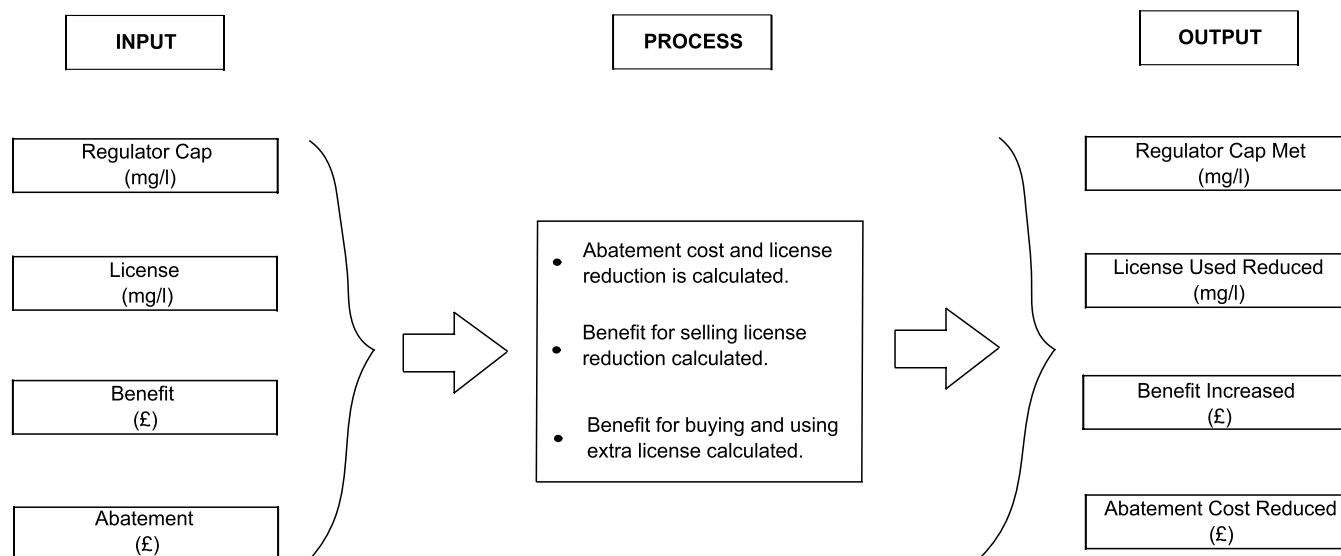 INPUT
PROCESS
OUTPUT
Regulator Cap
(mg/l)
License
(mg/l)
Benefit
(£)
Abatement
(£)
• Abatement cost and license
reduction is calculated.
• Benefit for selling license
reduction calculated.
• Benefit for buying and using
extra license calculated.
Regulator Cap Met
(mg/l)
License Used Reduced
(mg/l)
Benefit Increased
(£)
Abatement Cost Reduced
(£)